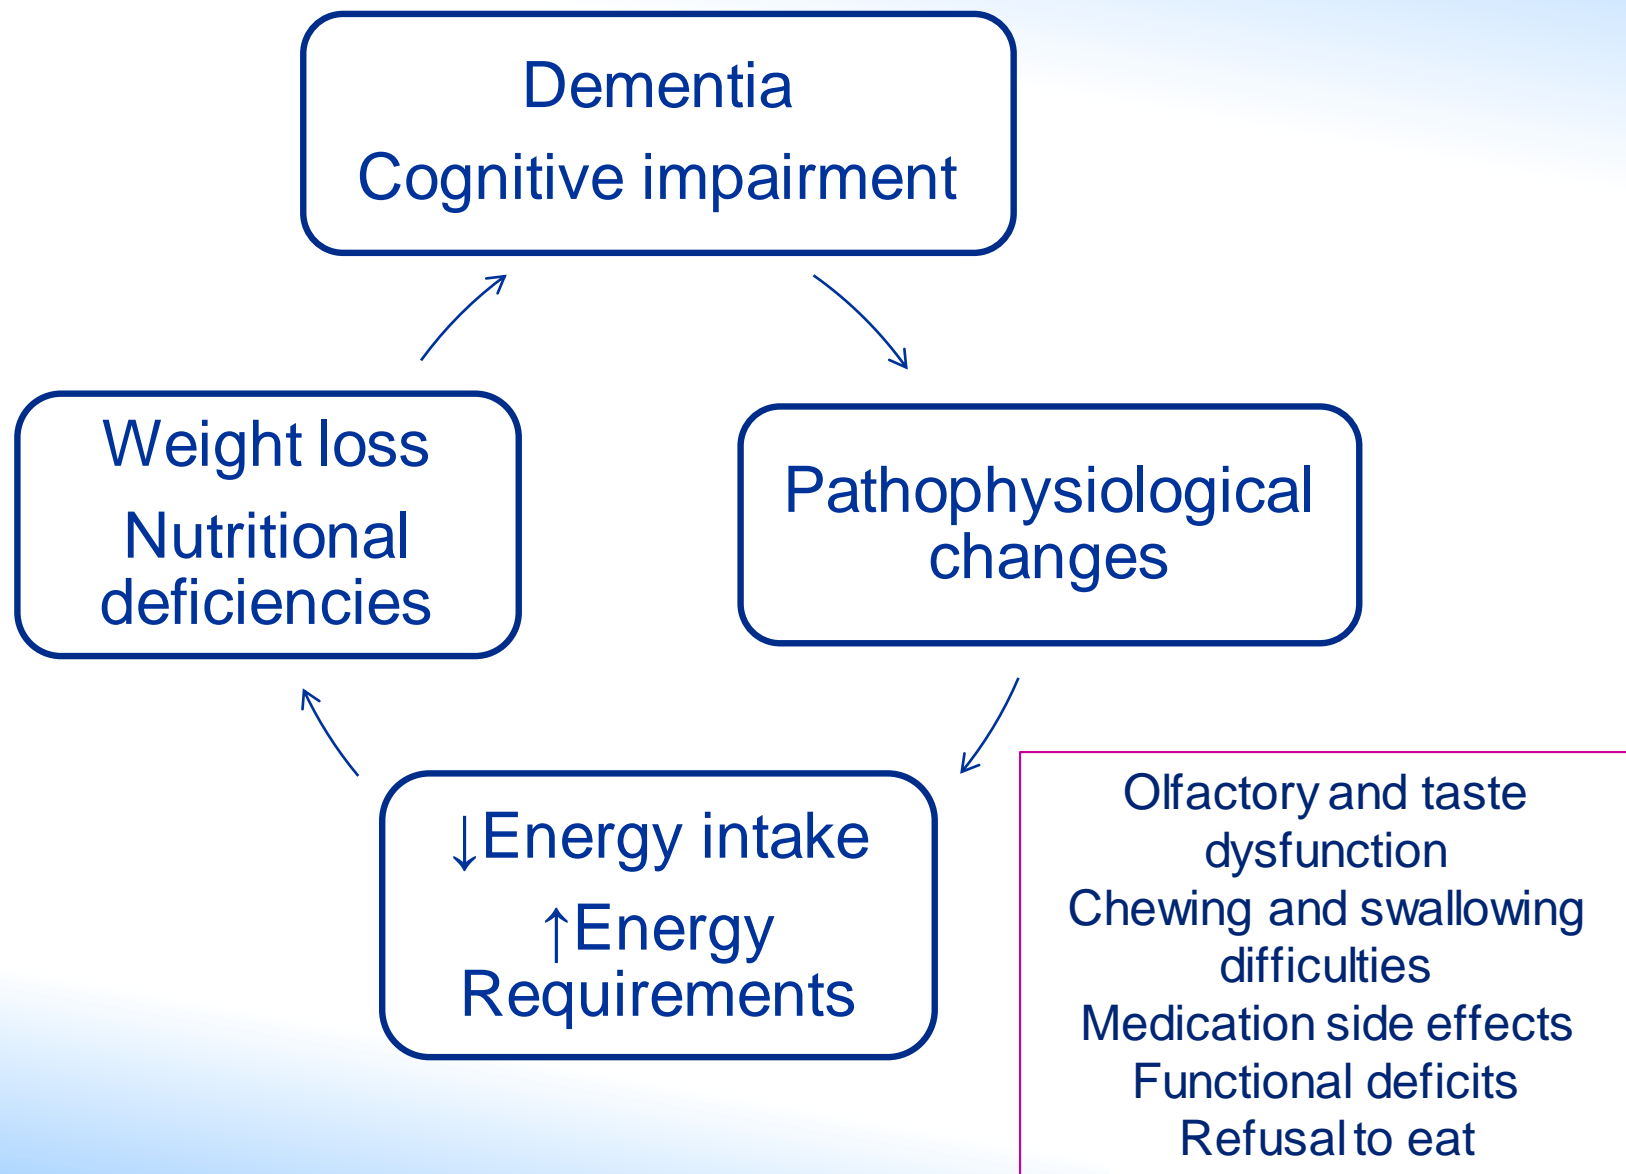 Dementia
Cognitive impairment
Weight loss
Nutritional
deficiencies
Pathophysiological
changes
↓Energy intake
↑Energy
Requirements
Olfactory and taste
dysfunction
Chewing and swallowing
difficulties
Medication side effects
Functional deficits
Refusal to eat